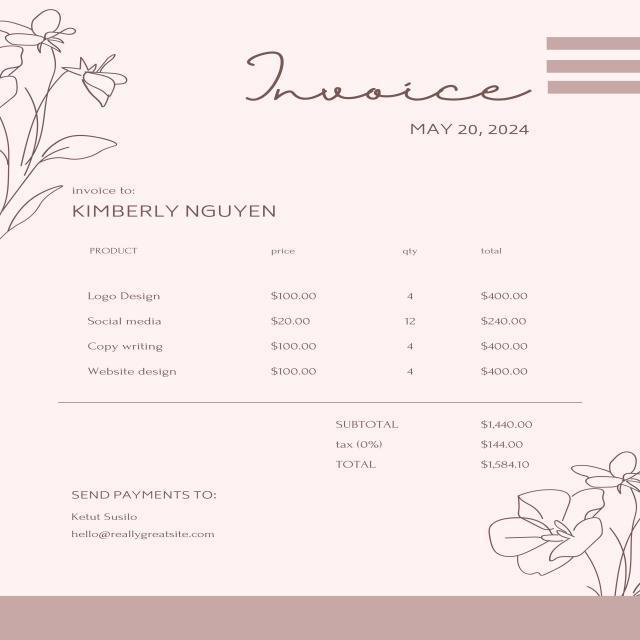 Invoice
MAY 20, 2024
invoice to:
KIMBERLY NGUYEN
PRODUCT price qty total
Logo Design $100.00 4 $400.00
Social media $20.00 12 $240.00
Copy writing $100.00 4 $400.00
Website design $100.00 4 $400.00
SUBTOTAL $1,440.00
tax (0%) $144.00
TOTAL $1,584.10
SEND PAYMENTS TO:
Ketut Susilo
hello@reallygreatsite.com